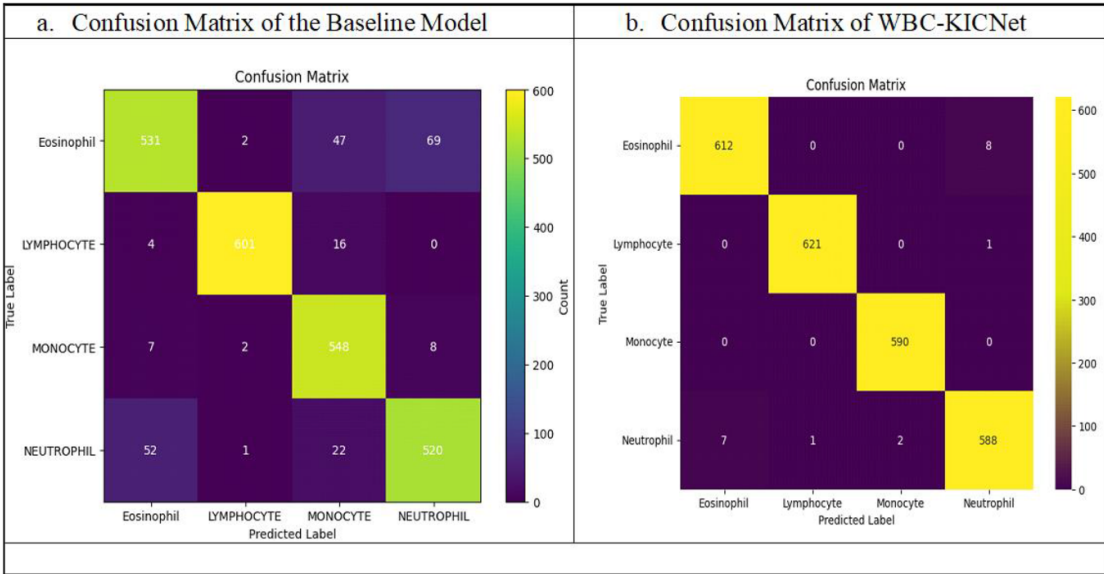 a. Confusion Matrix of the Baseline Model
b. Confusion Matrix of WBC-KICNet
Confusion Matrix
Eosinophil 531 2 47 69
LYMPHOCYTE 4 601 16 0
MONOCYTE 7 2 548 8
NEUTROPHIL 52 1 22 520
True Label
Eosinophil LYMPHOCYTE MONOCYTE NEUTROPHIL
Predicted Label
600
500
400
300
200
100
0
Count
Confusion Matrix
Eosinophil 612 0 0 8
Lymphocyte 0 621 0 1
Monocyte 0 0 590 0
Neutrophil 7 1 2 588
True Label
Eosinophil Lymphocyte Monocyte Neutrophil
Predicted Label
600
500
400
300
200
100
0